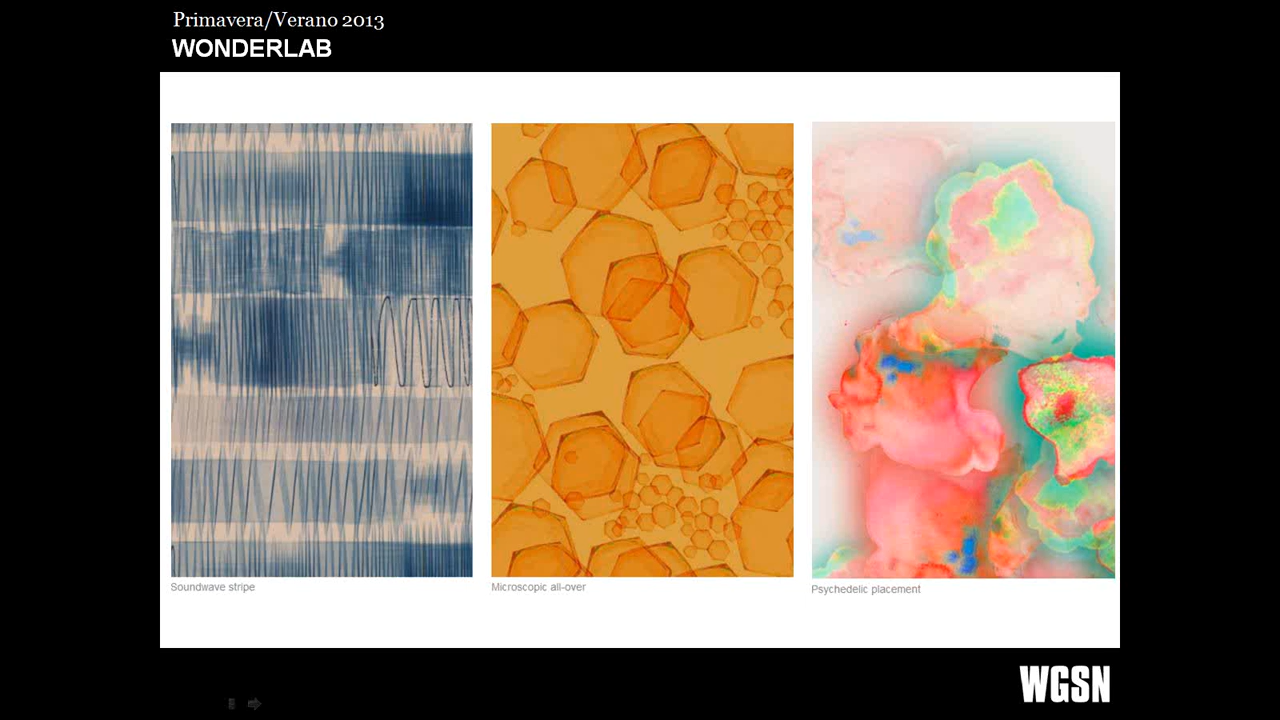 Primavera/Verano 2013
WONDERLAB
Soundwave stripe
Microscopic all-over
Psychedelic placement
WGSN